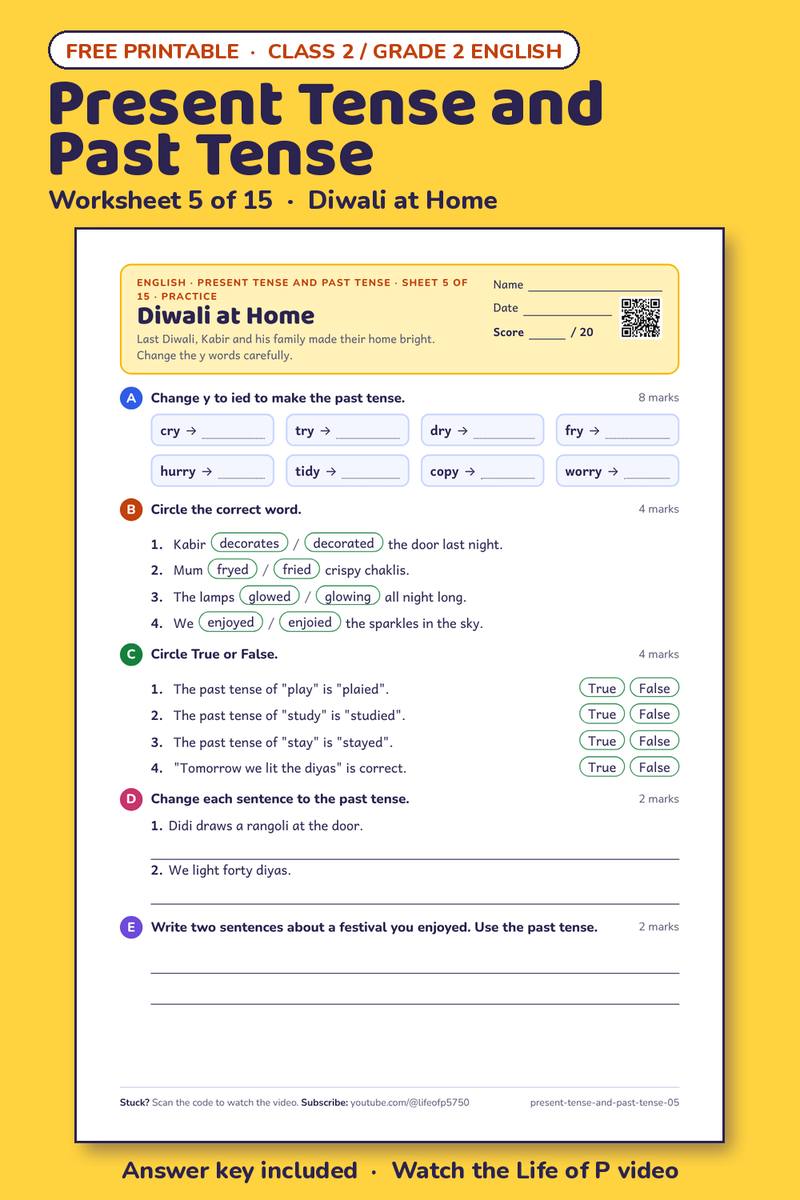 FREE PRINTABLE · CLASS 2 / GRADE 2 ENGLISH
Present Tense and
Past Tense
Worksheet 5 of 15 · Diwali at Home
ENGLISH · PRESENT TENSE AND PAST TENSE · SHEET 5 OF
15 · PRACTICE
Diwali at Home
Last Diwali, Kabir and his family made their home bright.
Change the y words carefully.
Name ____________
Date ____________
Score ______ / 20
A Change y to ied to make the past tense. 8 marks
cry → ________ try → ________ dry → ________ fry → ________
hurry → ________ tidy → ________ copy → ________ worry → ________
B Circle the correct word. 4 marks
1. Kabir decorates / decorated the door last night.
2. Mum fryed / fried crispy chaklis.
3. The lamps glowed / glowing all night long.
4. We enjoyed / enjoied the sparkles in the sky.
C Circle True or False. 4 marks
1. The past tense of "play" is "plaied". True False
2. The past tense of "study" is "studied". True False
3. The past tense of "stay" is "stayed". True False
4. "Tomorrow we lit the diyas" is correct. True False
D Change each sentence to the past tense. 2 marks
1. Didi draws a rangoli at the door.
2. We light forty diyas.
E Write two sentences about a festival you enjoyed. Use the past tense. 2 marks
Stuck? Scan the code to watch the video. Subscribe: youtube.com/@lifeofp5750 present-tense-and-past-tense-05
Answer key included · Watch the Life of P video